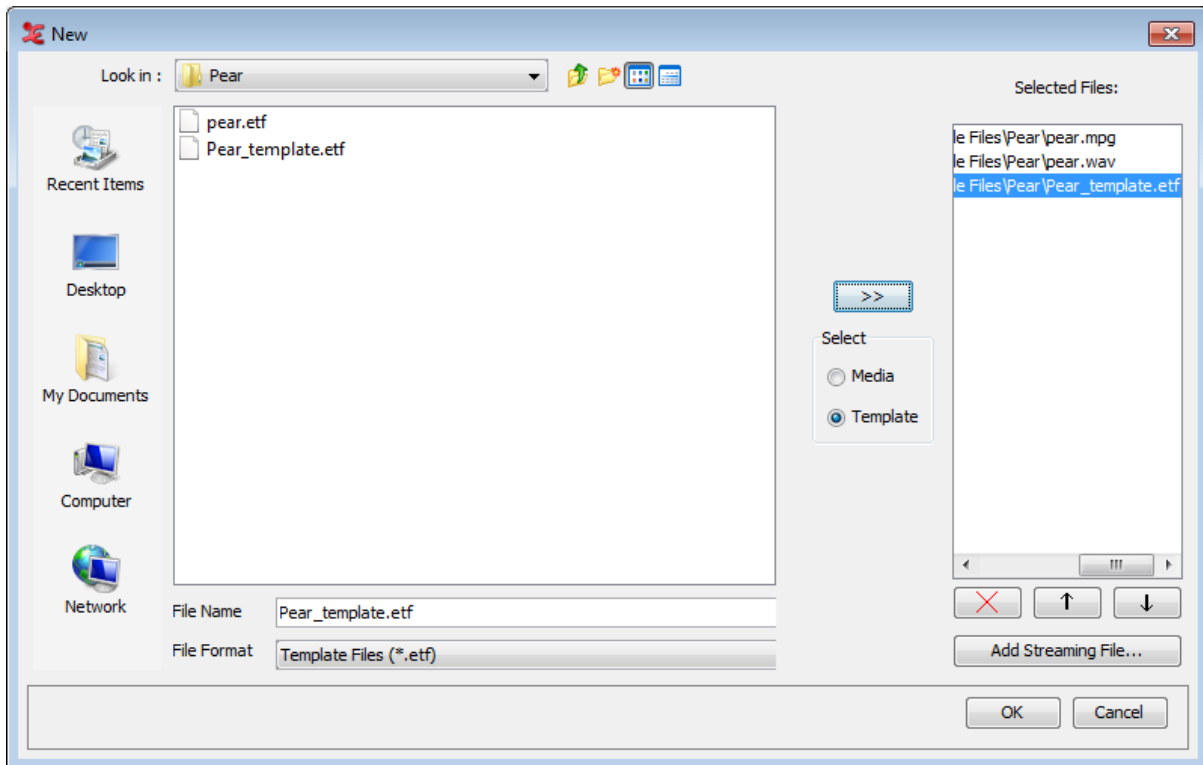 New
Look in :
Pear
Selected Files:
pear.etf
Pear_template.etf
le Files\Pear\pear.mpg
le Files\Pear\pear.wav
le Files\Pear\Pear_template.etf
Recent Items
Desktop
My Documents
Computer
Network
>>
Select
Media
Template
File Name
Pear_template.etf
File Format
Template Files (*.etf)
Add Streaming File...
OK
Cancel